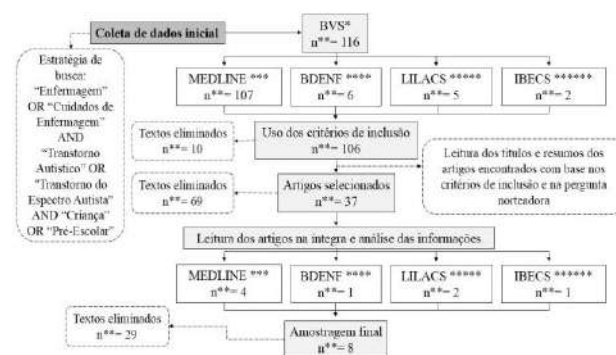 Coleta de dados inicial
BVS*
n**= 116
Estratégia de
busca:
“Enfermagem”
OR “Cuidados de
Enfermagem”
AND
“Transtorno
Autístico” OR
“Transtorno do
Espectro Autista”
AND “Criança”
OR “Pré-Escolar”
MEDLINE ***
n**= 107
BDENF ****
n**= 6
LILACS *****
n**= 5
IBECS ******
n**= 2
Textos eliminados
n**= 10
Uso dos critérios de inclusão
n**= 106
Leitura dos títulos e resumos dos
artigos encontrados com base nos
critérios de inclusão e na pergunta
norteadora
Textos eliminados
n**= 69
Artigos selecionados
n**= 37
Leitura dos artigos na íntegra e análise das informações
MEDLINE ***
n**= 4
BDENF ****
n**= 1
LILACS *****
n**= 2
IBECS ******
n**= 1
Textos eliminados
n**= 29
Amostragem final
n**= 8